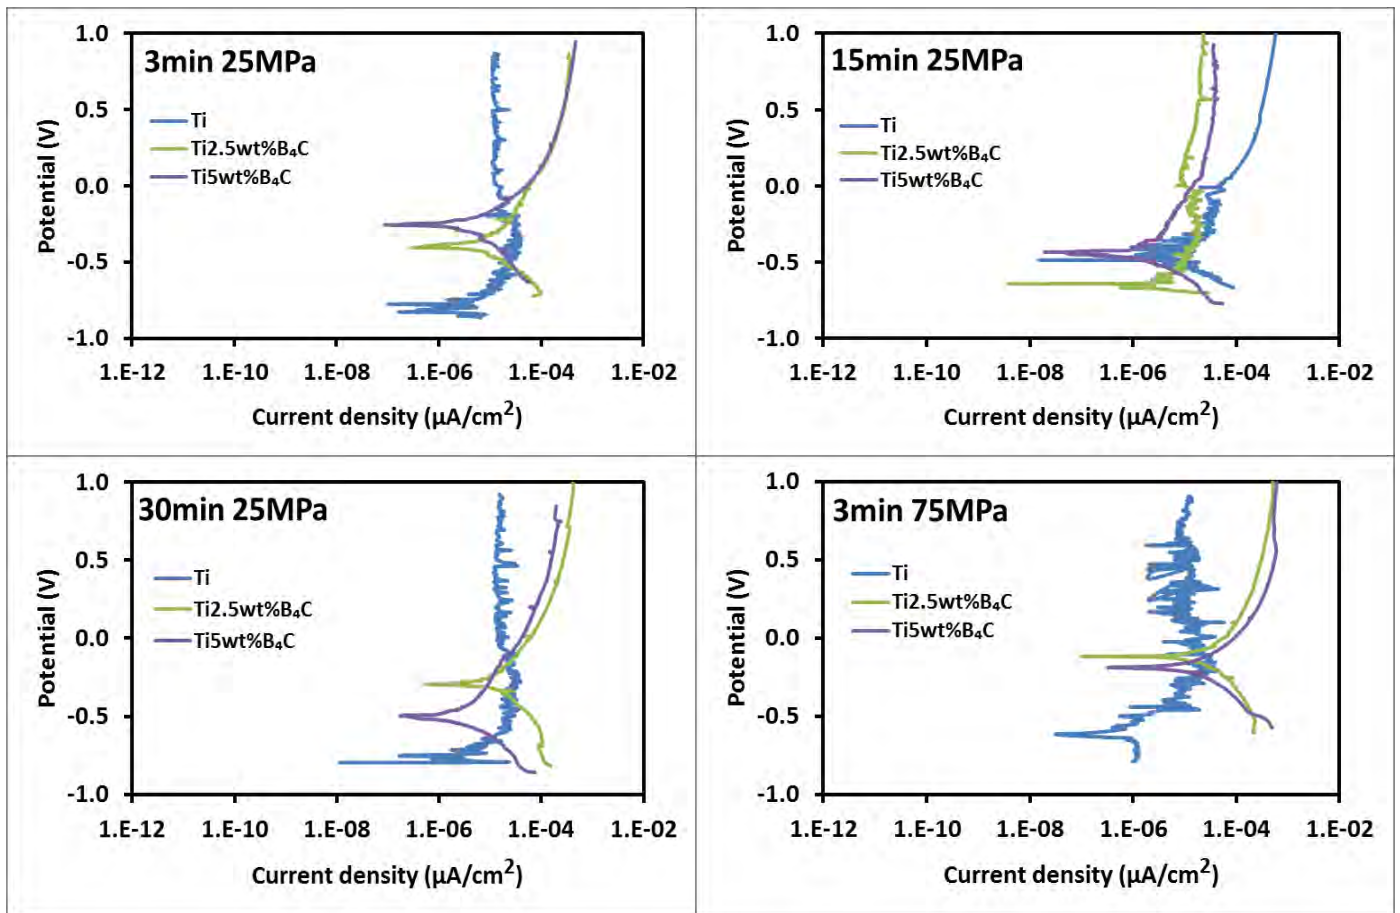 3min 25MPa
1.0
0.5
0.0
-0.5
-1.0
Potential (V)
Ti
Ti2.5wt%B₄C
Ti5wt%B₄C
1.E-12 1.E-10 1.E-08 1.E-06 1.E-04 1.E-02
Current density (μA/cm²)
15min 25MPa
1.0
0.5
0.0
-0.5
-1.0
Potential (V)
Ti
Ti2.5wt%B₄C
Ti5wt%B₄C
1.E-12 1.E-10 1.E-08 1.E-06 1.E-04 1.E-02
Current density (μA/cm²)
30min 25MPa
1.0
0.5
0.0
-0.5
-1.0
Potential (V)
Ti
Ti2.5wt%B₄C
Ti5wt%B₄C
1.E-12 1.E-10 1.E-08 1.E-06 1.E-04 1.E-02
Current density (μA/cm²)
3min 75MPa
1.0
0.5
0.0
-0.5
-1.0
Potential (V)
Ti
Ti2.5wt%B₄C
Ti5wt%B₄C
1.E-12 1.E-10 1.E-08 1.E-06 1.E-04 1.E-02
Current density (μA/cm²)